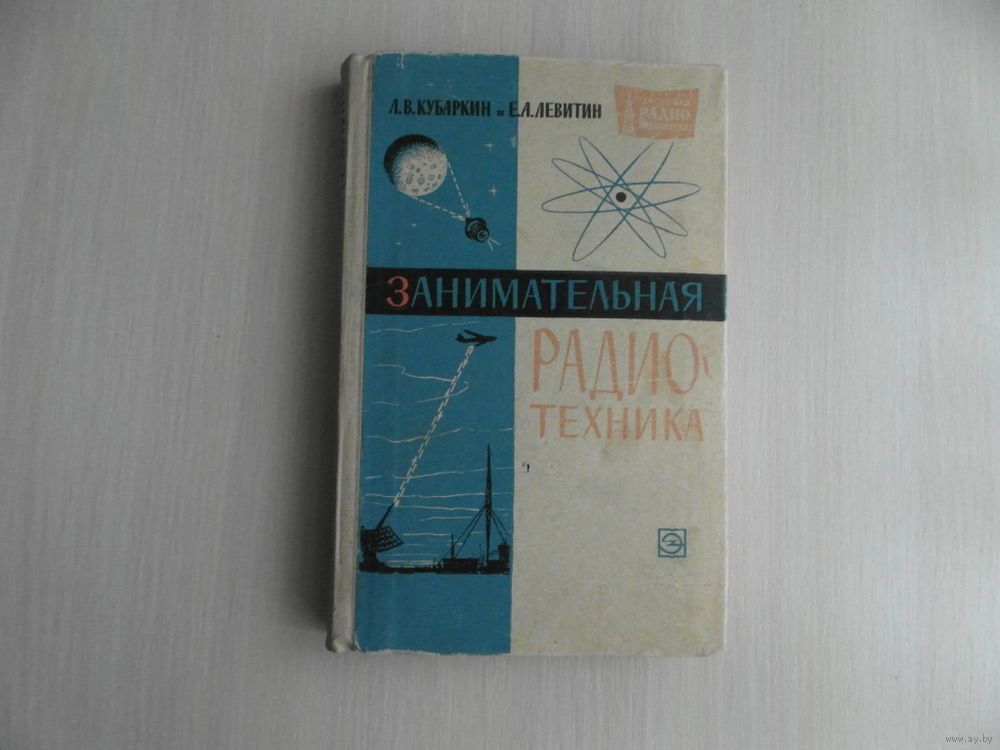 Л.В.КУБАРКИН и Е.А.ЛЕВИТИН
МАССОВАЯ
РАДИО
БИБЛИОТЕКА
ЗАНИМАТЕЛЬНАЯ
РАДИО-
ТЕХНИКА
www.ay.by